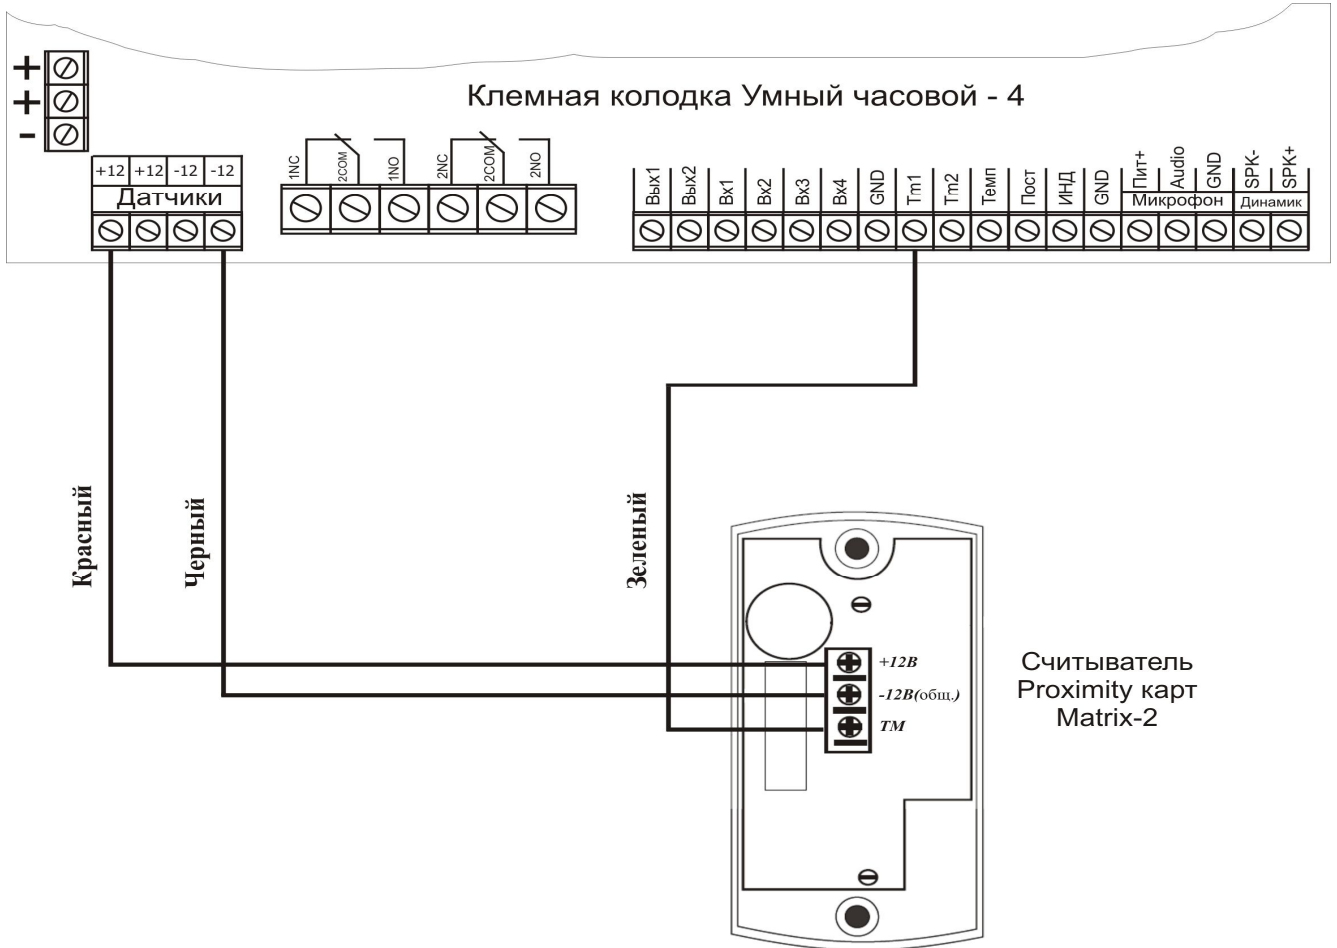 Клемная колодка Умный часовой - 4
+
+
-
+12 +12 -12 -12
Датчики
1NC 2COM 1NO 2NC 2COM 2NO
Вых1 Вых2 Вх1 Вх2 Вх3 Вх4 GND Tm1 Tm2 Темп Пост ИНД GND Пит+ Audio GND SPK- SPK+
Микрофон Динамик
Красный
Черный
Зеленый
+12В
-12В(общ.)
ТМ
Считыватель
Proximity карт
Matrix-2